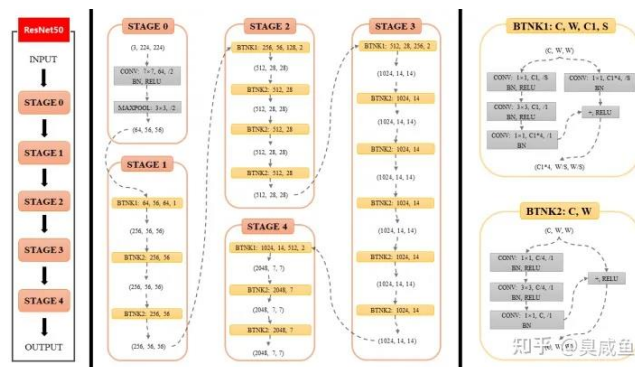 ResNet50
INPUT
STAGE 0
STAGE 1
STAGE 2
STAGE 3
STAGE 4
OUTPUT
STAGE 0
(3, 224, 224)
CONV: 7×7, 64, /2
BN, RELU
MAXPOOL: 3×3, /2
(64, 56, 56)
STAGE 1
BTNK1: 64, 56, 64, 1
(256, 56, 56)
BTNK2: 256, 56
(256, 56, 56)
BTNK2: 256, 56
(256, 56, 56)
STAGE 2
BTNK1: 256, 56, 128, 2
(512, 28, 28)
BTNK2: 512, 28
(512, 28, 28)
BTNK2: 512, 28
(512, 28, 28)
BTNK2: 512, 28
(512, 28, 28)
STAGE 4
BTNK1: 1024, 14, 512, 2
(2048, 7, 7)
BTNK2: 2048, 7
(2048, 7, 7)
BTNK2: 2048, 7
(2048, 7, 7)
STAGE 3
BTNK1: 512, 28, 256, 2
(1024, 14, 14)
BTNK2: 1024, 14
(1024, 14, 14)
BTNK2: 1024, 14
(1024, 14, 14)
BTNK2: 1024, 14
(1024, 14, 14)
BTNK2: 1024, 14
(1024, 14, 14)
BTNK2: 1024, 14
(1024, 14, 14)
BTNK1: C, W, C1, S
(C, W, W)
CONV: 1×1, C1, /S
BN, RELU
CONV: 1×1, C1*4, /S
BN
CONV: 3×3, C1, /1
BN, RELU
+, RELU
CONV: 1×1, C1*4, /1
BN
(C1*4, W/S, W/S)
BTNK2: C, W
(C, W, W)
CONV: 1×1, C/4, /1
BN, RELU
CONV: 3×3, C/4, /1
BN, RELU
+, RELU
CONV: 1×1, C, /1
BN
W, W)
知乎 @臭咸鱼